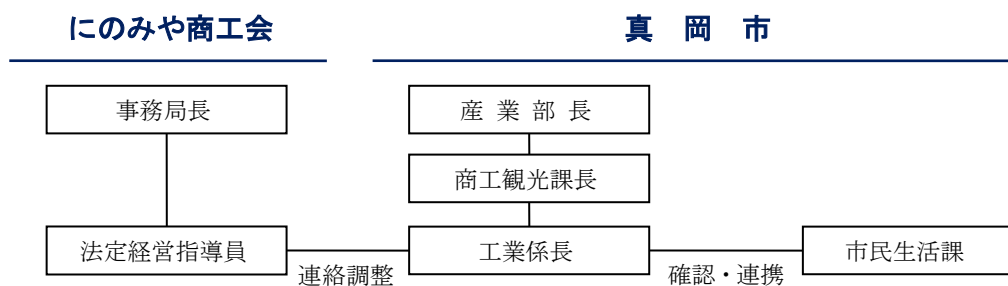 にのみや商工会
真 岡 市
事務局長
産 業 部 長
商工観光課長
法定経営指導員
連絡調整
工業係長
確認・連携
市民生活課